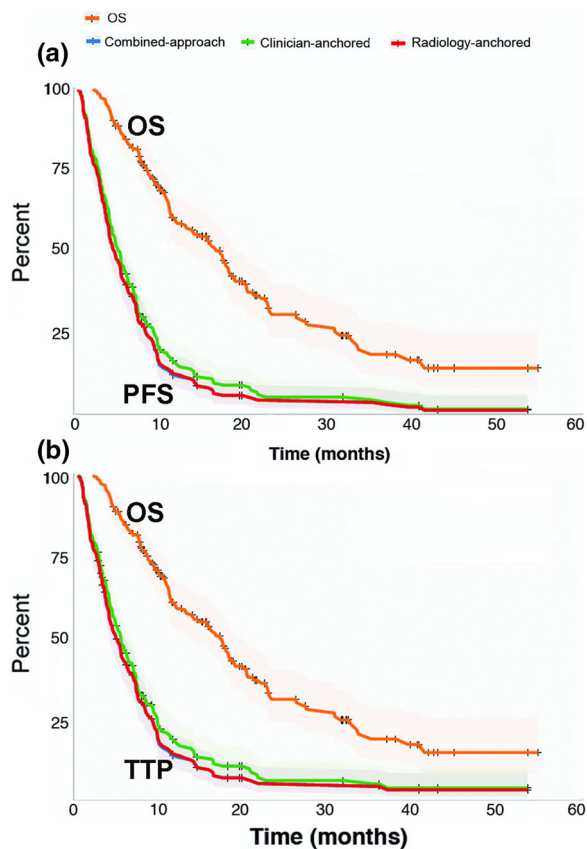 OS
Combined-approach Clinician-anchored Radiology-anchored
(a)
100
OS
75
Percent
50
25
PFS
0 10 20 30 40 50 60
Time (months)
(b)
100
OS
75
Percent
50
25
TTP
0 10 20 30 40 50 60
Time (months)